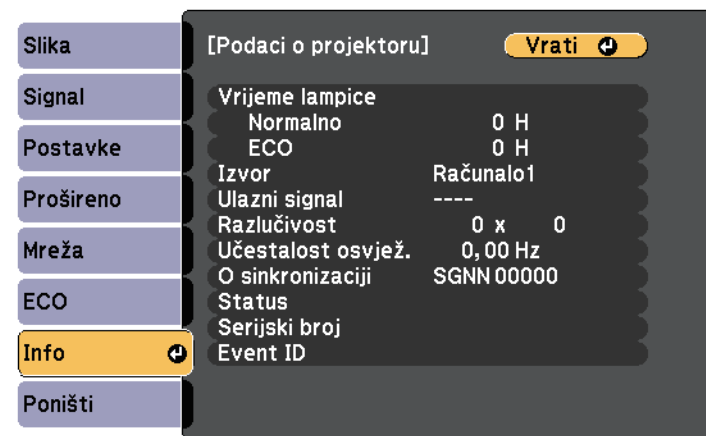 Slika
Signal
Postavke
Prošireno
Mreža
ECO
Info
Poništi
[Podaci o projektoru] Vrati
Vrijeme lampice
Normalno 0 H
ECO 0 H
Izvor Računalo1
Ulazni signal ----
Razlučivost 0 x 0
Učestalost osvjež. 0,00 Hz
O sinkronizaciji SGNN 00000
Status
Serijski broj
Event ID